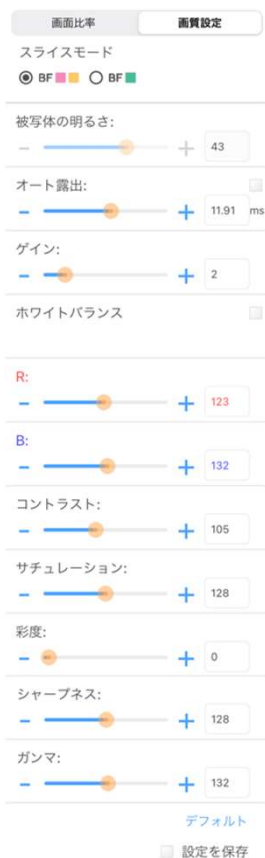 画面比率 画質設定
スライスモード
BF BF
被写体の明るさ:
43
オート露出:
11.91 ms
ゲイン:
2
ホワイトバランス
R:
123
B:
132
コントラスト:
105
サチュレーション:
128
彩度:
0
シャープネス:
128
ガンマ:
132
デフォルト
設定を保存